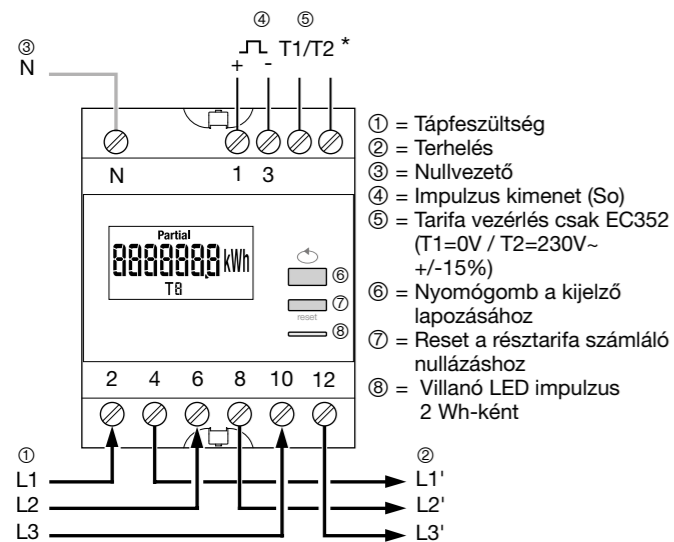 ④ ⑤
③
N
+ - T1/T2 *
N 1 3
Partial
8888888.8 kWh
T8
⑥
⑦
reset
⑧
2 4 6 8 10 12
① ②
L1 L1'
L2 L2'
L3 L3'
① = Tápfeszültség
② = Terhelés
③ = Nullvezető
④ = Impulzus kimenet (So)
⑤ = Tarifa vezérlés csak EC352
(T1=0V / T2=230V~
+/-15%)
⑥ = Nyomógomb a kijelző
lapozásához
⑦ = Reset a résztarifa számláló
nullázáshoz
⑧ = Villanó LED impulzus
2 Wh-ként